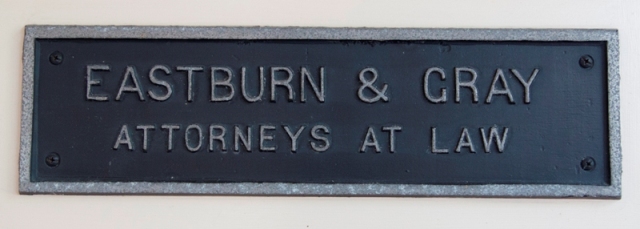 EASTBURN & GRAY
ATTORNEYS AT LAW